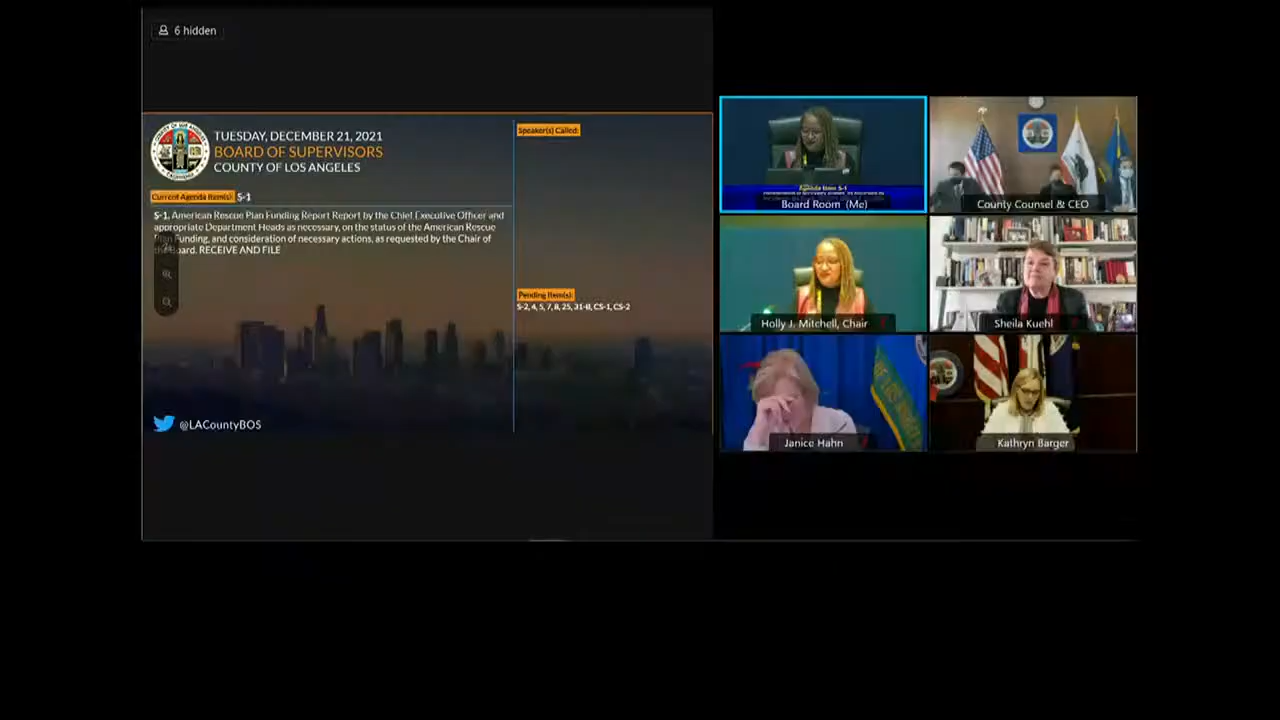 6 hidden
TUESDAY, DECEMBER 21, 2021
BOARD OF SUPERVISORS
COUNTY OF LOS ANGELES
Current Agenda Item(s): S-1
S-1. American Rescue Plan Funding Report Report by the Chief Executive Officer and
appropriate Department Heads as necessary, on the status of the American Rescue
Plan Funding, and consideration of necessary actions, as requested by the Chair of
the Board. RECEIVE AND FILE
@LACountyBOS
Speaker(s) Called:
Pending Item(s):
S-2, 4, 5, 7, 8, 25, 31-B, CS-1, CS-2
Agenda Item S-1
Board Room (Me)
County Counsel & CEO
Holly J. Mitchell, Chair
Sheila Kuehl
Janice Hahn
Kathryn Barger